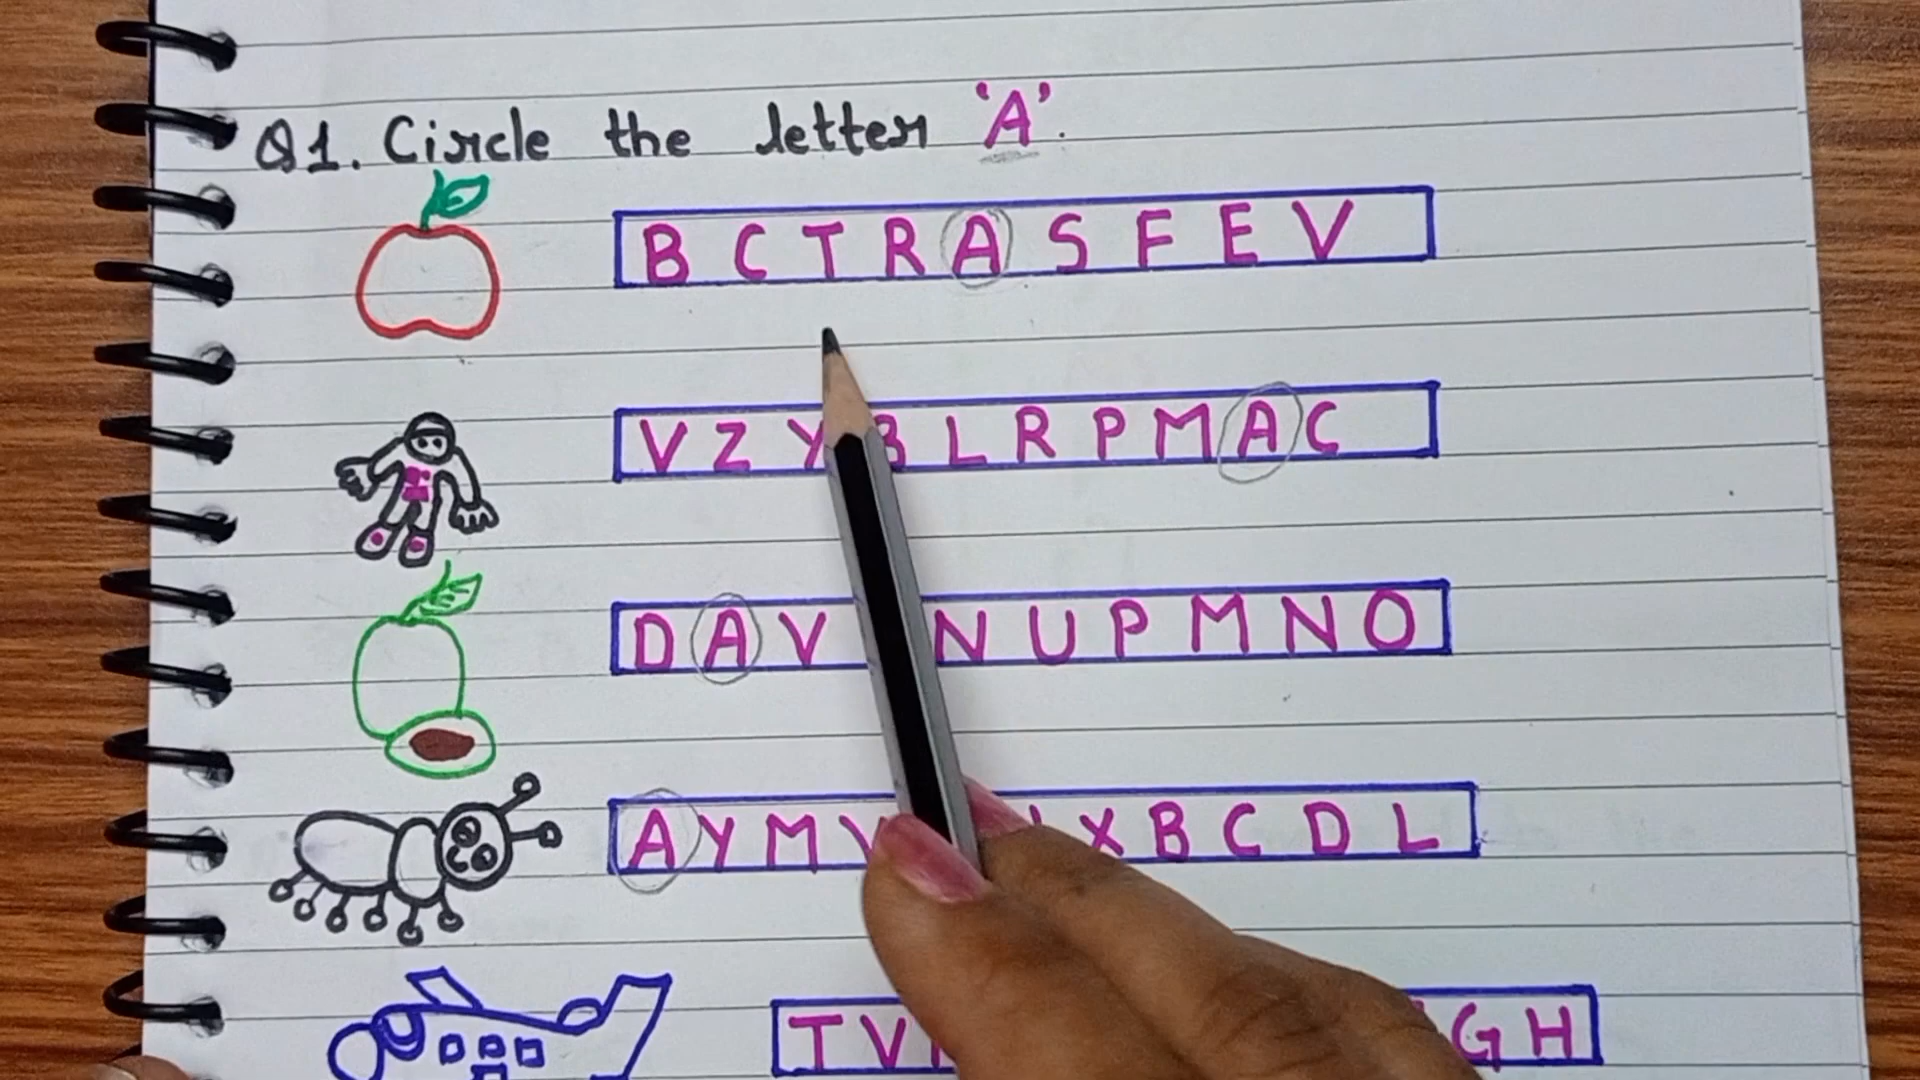 Q1. Circle the letter 'A'.
B C T R A S F E V
V Z Y B L R P M A C
D A V N U P M N O
A Y M V X B C D L
T V G H